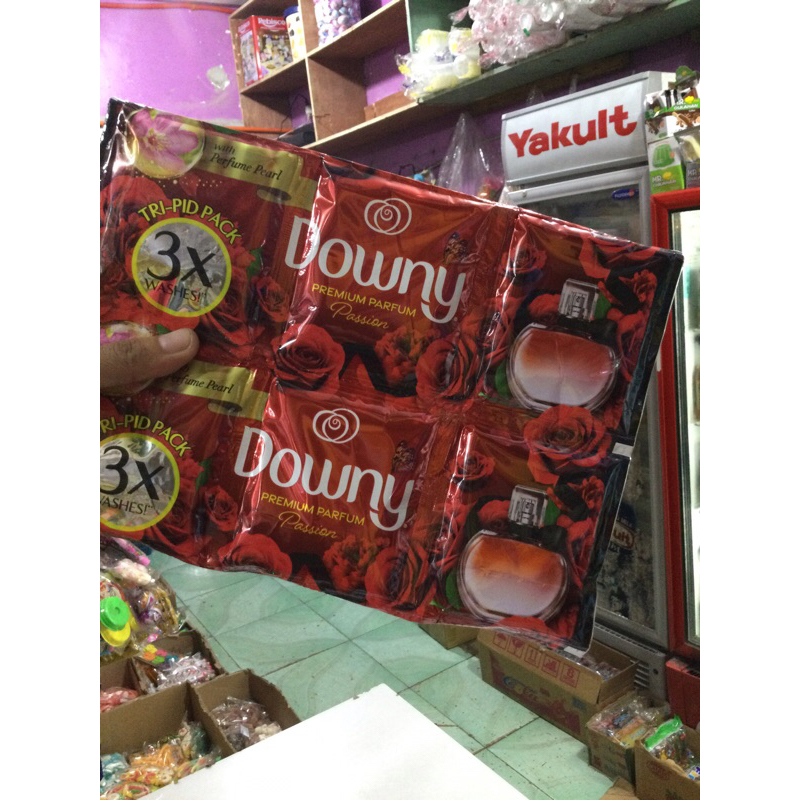 Yakult
with
Perfume Pearl
TRI-PID PACK
3x
WASHES!
Downy
PREMIUM PARFUM
Passion
Perfume Pearl
TRI-PID PACK
3x
WASHES!
Downy
PREMIUM PARFUM
Passion